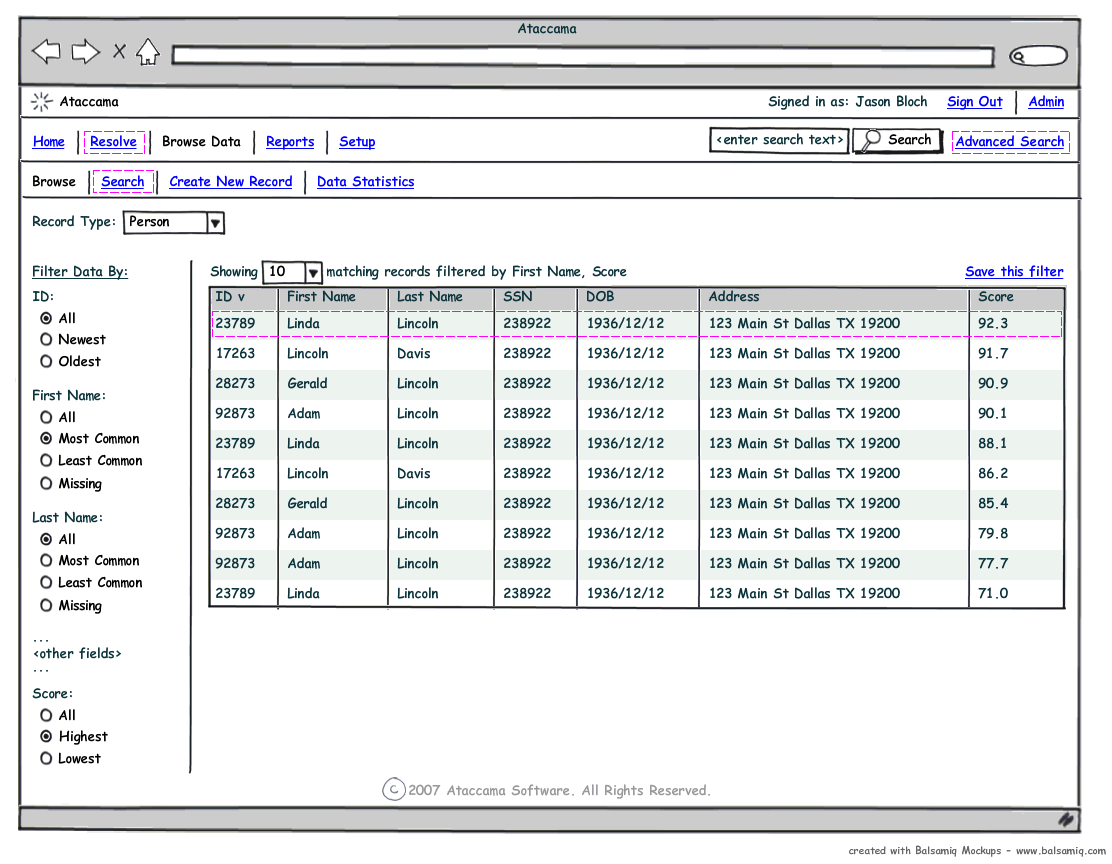 Ataccama
Ataccama Signed in as: Jason Bloch Sign Out Admin
Home Resolve Browse Data Reports Setup <enter search text> Search Advanced Search
Browse Search Create New Record Data Statistics
Record Type: Person
Filter Data By:
ID:
All
Newest
Oldest
First Name:
All
Most Common
Least Common
Missing
Last Name:
All
Most Common
Least Common
Missing
...
<other fields>
...
Score:
All
Highest
Lowest
Showing 10 matching records filtered by First Name, Score Save this filter
ID v First Name Last Name SSN DOB Address Score
23789 Linda Lincoln 238922 1936/12/12 123 Main St Dallas TX 19200 92.3
17263 Lincoln Davis 238922 1936/12/12 123 Main St Dallas TX 19200 91.7
28273 Gerald Lincoln 238922 1936/12/12 123 Main St Dallas TX 19200 90.9
92873 Adam Lincoln 238922 1936/12/12 123 Main St Dallas TX 19200 90.1
23789 Linda Lincoln 238922 1936/12/12 123 Main St Dallas TX 19200 88.1
17263 Lincoln Davis 238922 1936/12/12 123 Main St Dallas TX 19200 86.2
28273 Gerald Lincoln 238922 1936/12/12 123 Main St Dallas TX 19200 85.4
92873 Adam Lincoln 238922 1936/12/12 123 Main St Dallas TX 19200 79.8
92873 Adam Lincoln 238922 1936/12/12 123 Main St Dallas TX 19200 77.7
23789 Linda Lincoln 238922 1936/12/12 123 Main St Dallas TX 19200 71.0
© 2007 Ataccama Software. All Rights Reserved.
created with Balsamiq Mockups - www.balsamiq.com